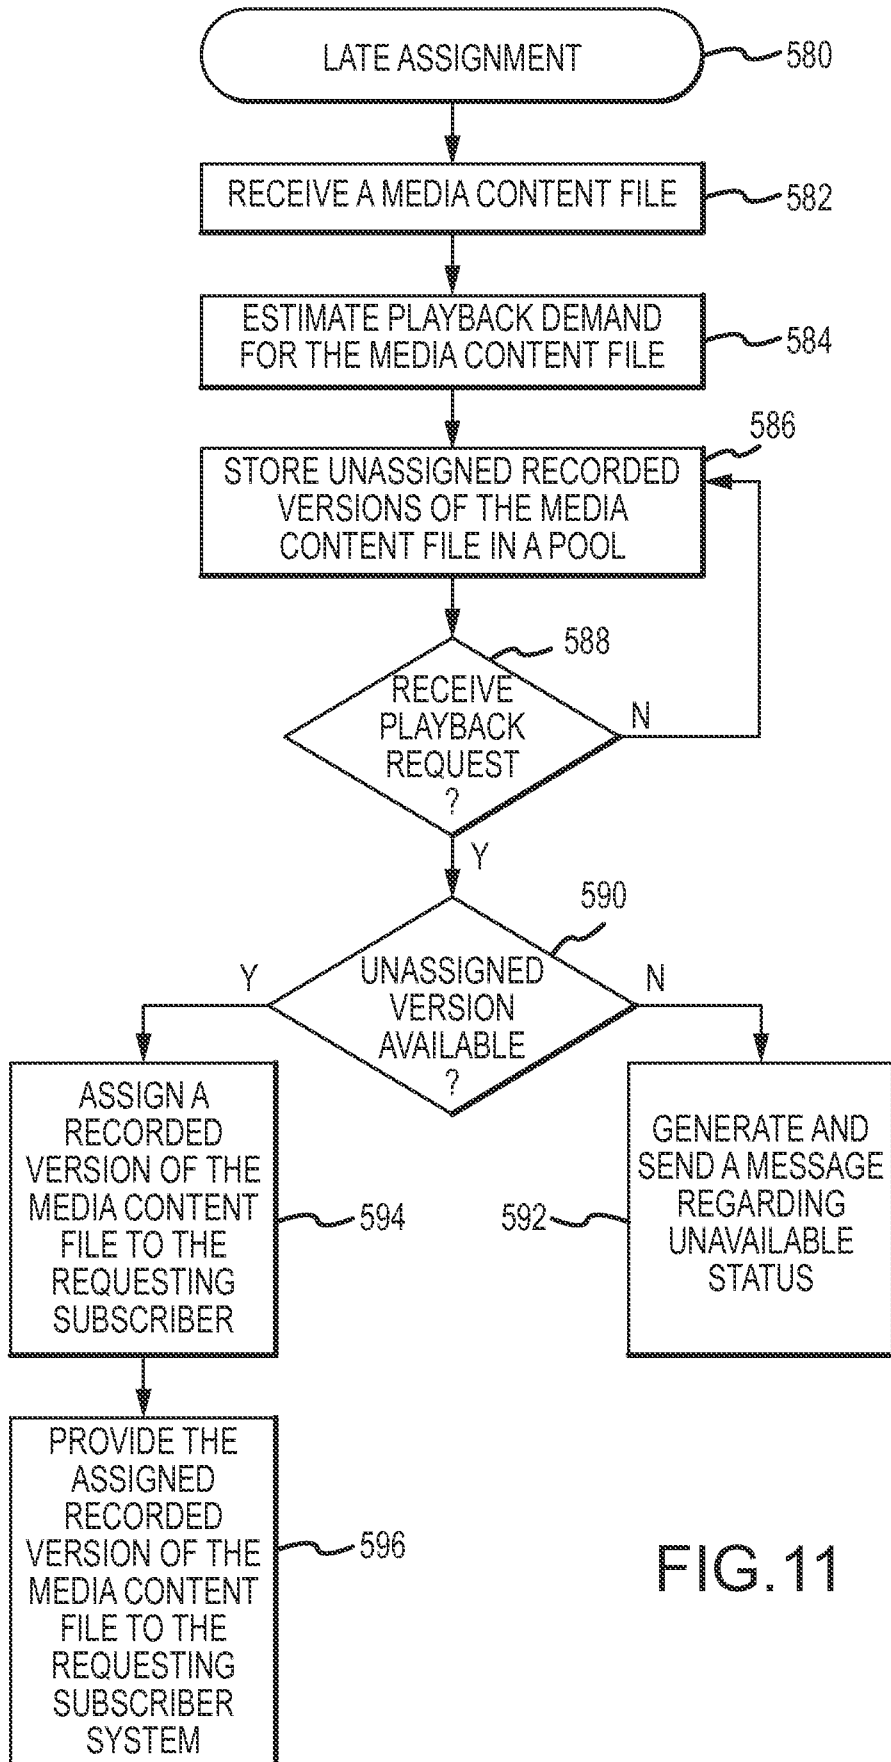 LATE ASSIGNMENT
580
RECEIVE A MEDIA CONTENT FILE
582
ESTIMATE PLAYBACK DEMAND
FOR THE MEDIA CONTENT FILE
584
586
STORE UNASSIGNED RECORDED
VERSIONS OF THE MEDIA
CONTENT FILE IN A POOL
588
RECEIVE
PLAYBACK
REQUEST
?
N
Y
590
UNASSIGNED
VERSION
AVAILABLE
?
Y
N
ASSIGN A
RECORDED
VERSION OF THE
MEDIA CONTENT
FILE TO THE
REQUESTING
SUBSCRIBER
594
592
GENERATE AND
SEND A MESSAGE
REGARDING
UNAVAILABLE
STATUS
PROVIDE THE
ASSIGNED
RECORDED
VERSION OF THE
MEDIA CONTENT
FILE TO THE
REQUESTING
SUBSCRIBER
SYSTEM
596
FIG.11